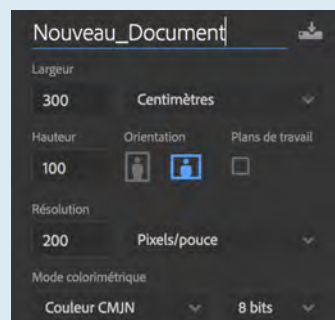 Nouveau_Document
Largeur
300 Centimètres
Hauteur Orientation Plans de travail
100
Résolution
200 Pixels/pouce
Mode colorimétrique
Couleur CMJN 8 bits